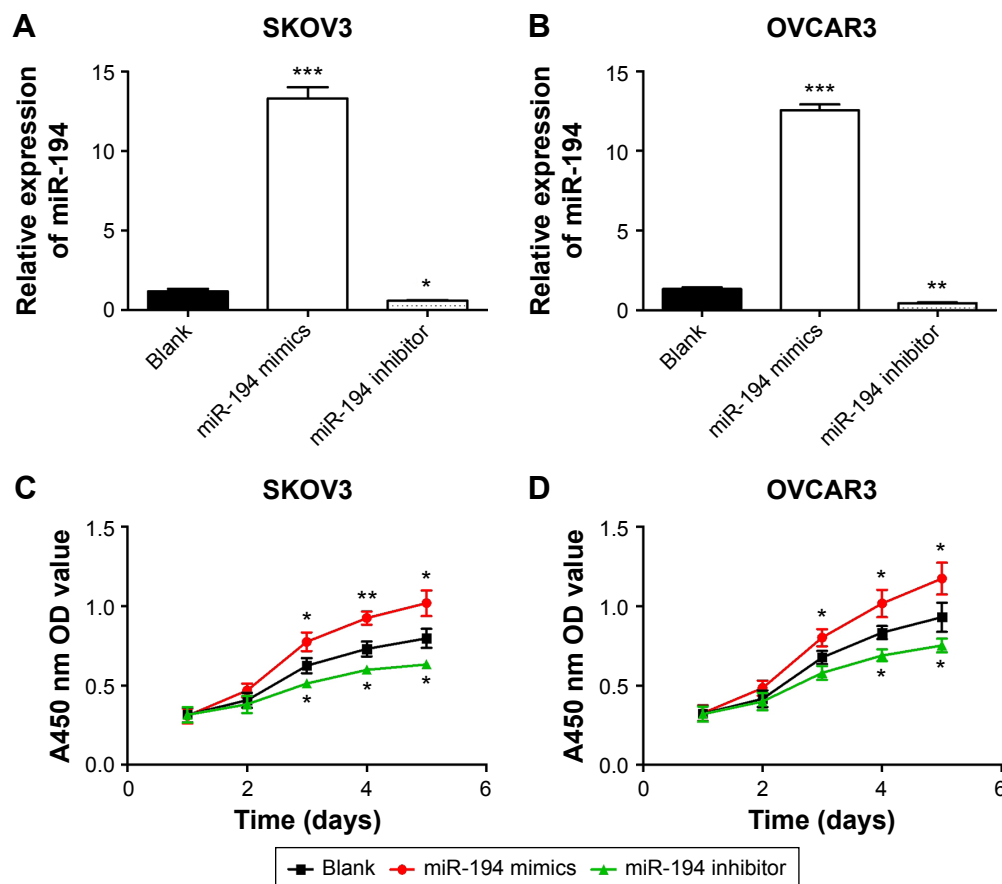 A
SKOV3
Relative expression
of miR-194
15
10
5
0
***
*
Blank
miR-194 mimics
miR-194 inhibitor
B
OVCAR3
Relative expression
of miR-194
15
10
5
0
***
**
Blank
miR-194 mimics
miR-194 inhibitor
C
SKOV3
A450 nm OD value
1.5
1.0
0.5
0.0
*
**
*
*
*
*
0
2
4
6
Time (days)
D
OVCAR3
A450 nm OD value
1.5
1.0
0.5
0.0
*
*
*
*
*
0
2
4
6
Time (days)
Blank miR-194 mimics miR-194 inhibitor